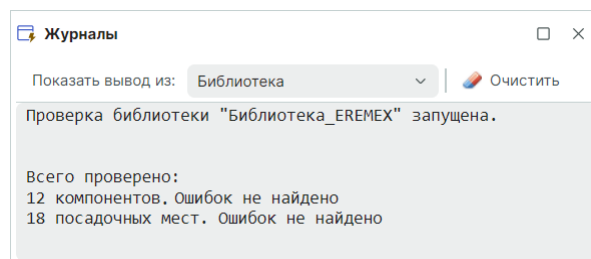 Журналы
Показать вывод из: Библиотека Очистить
Проверка библиотеки "Библиотека_EREMEX" запущена.
Всего проверено:
12 компонентов. Ошибок не найдено
18 посадочных мест. Ошибок не найдено